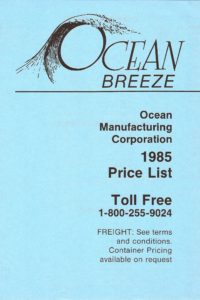 OCEAN
BREEZE
Ocean
Manufacturing
Corporation
1985
Price List
Toll Free
1-800-255-9024
FREIGHT: See terms
and conditions.
Container Pricing
available on request